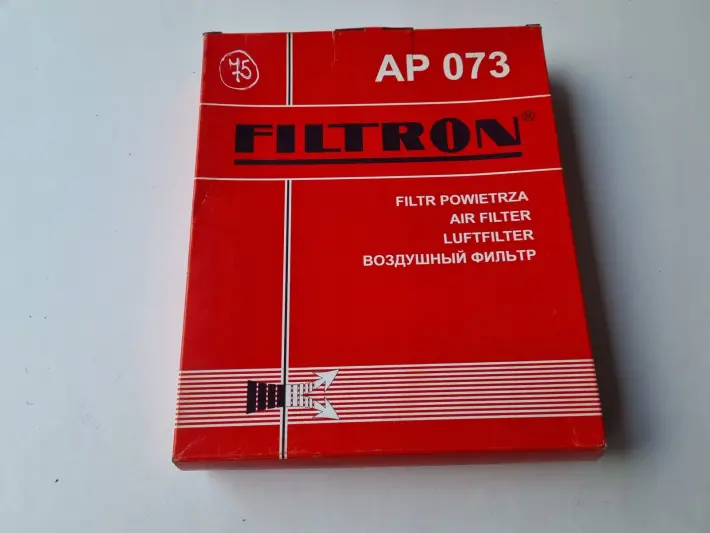 75
AP 073
FILTRON®
FILTR POWIETRZA
AIR FILTER
LUFTFILTER
ВОЗДУШНЫЙ ФИЛЬТР